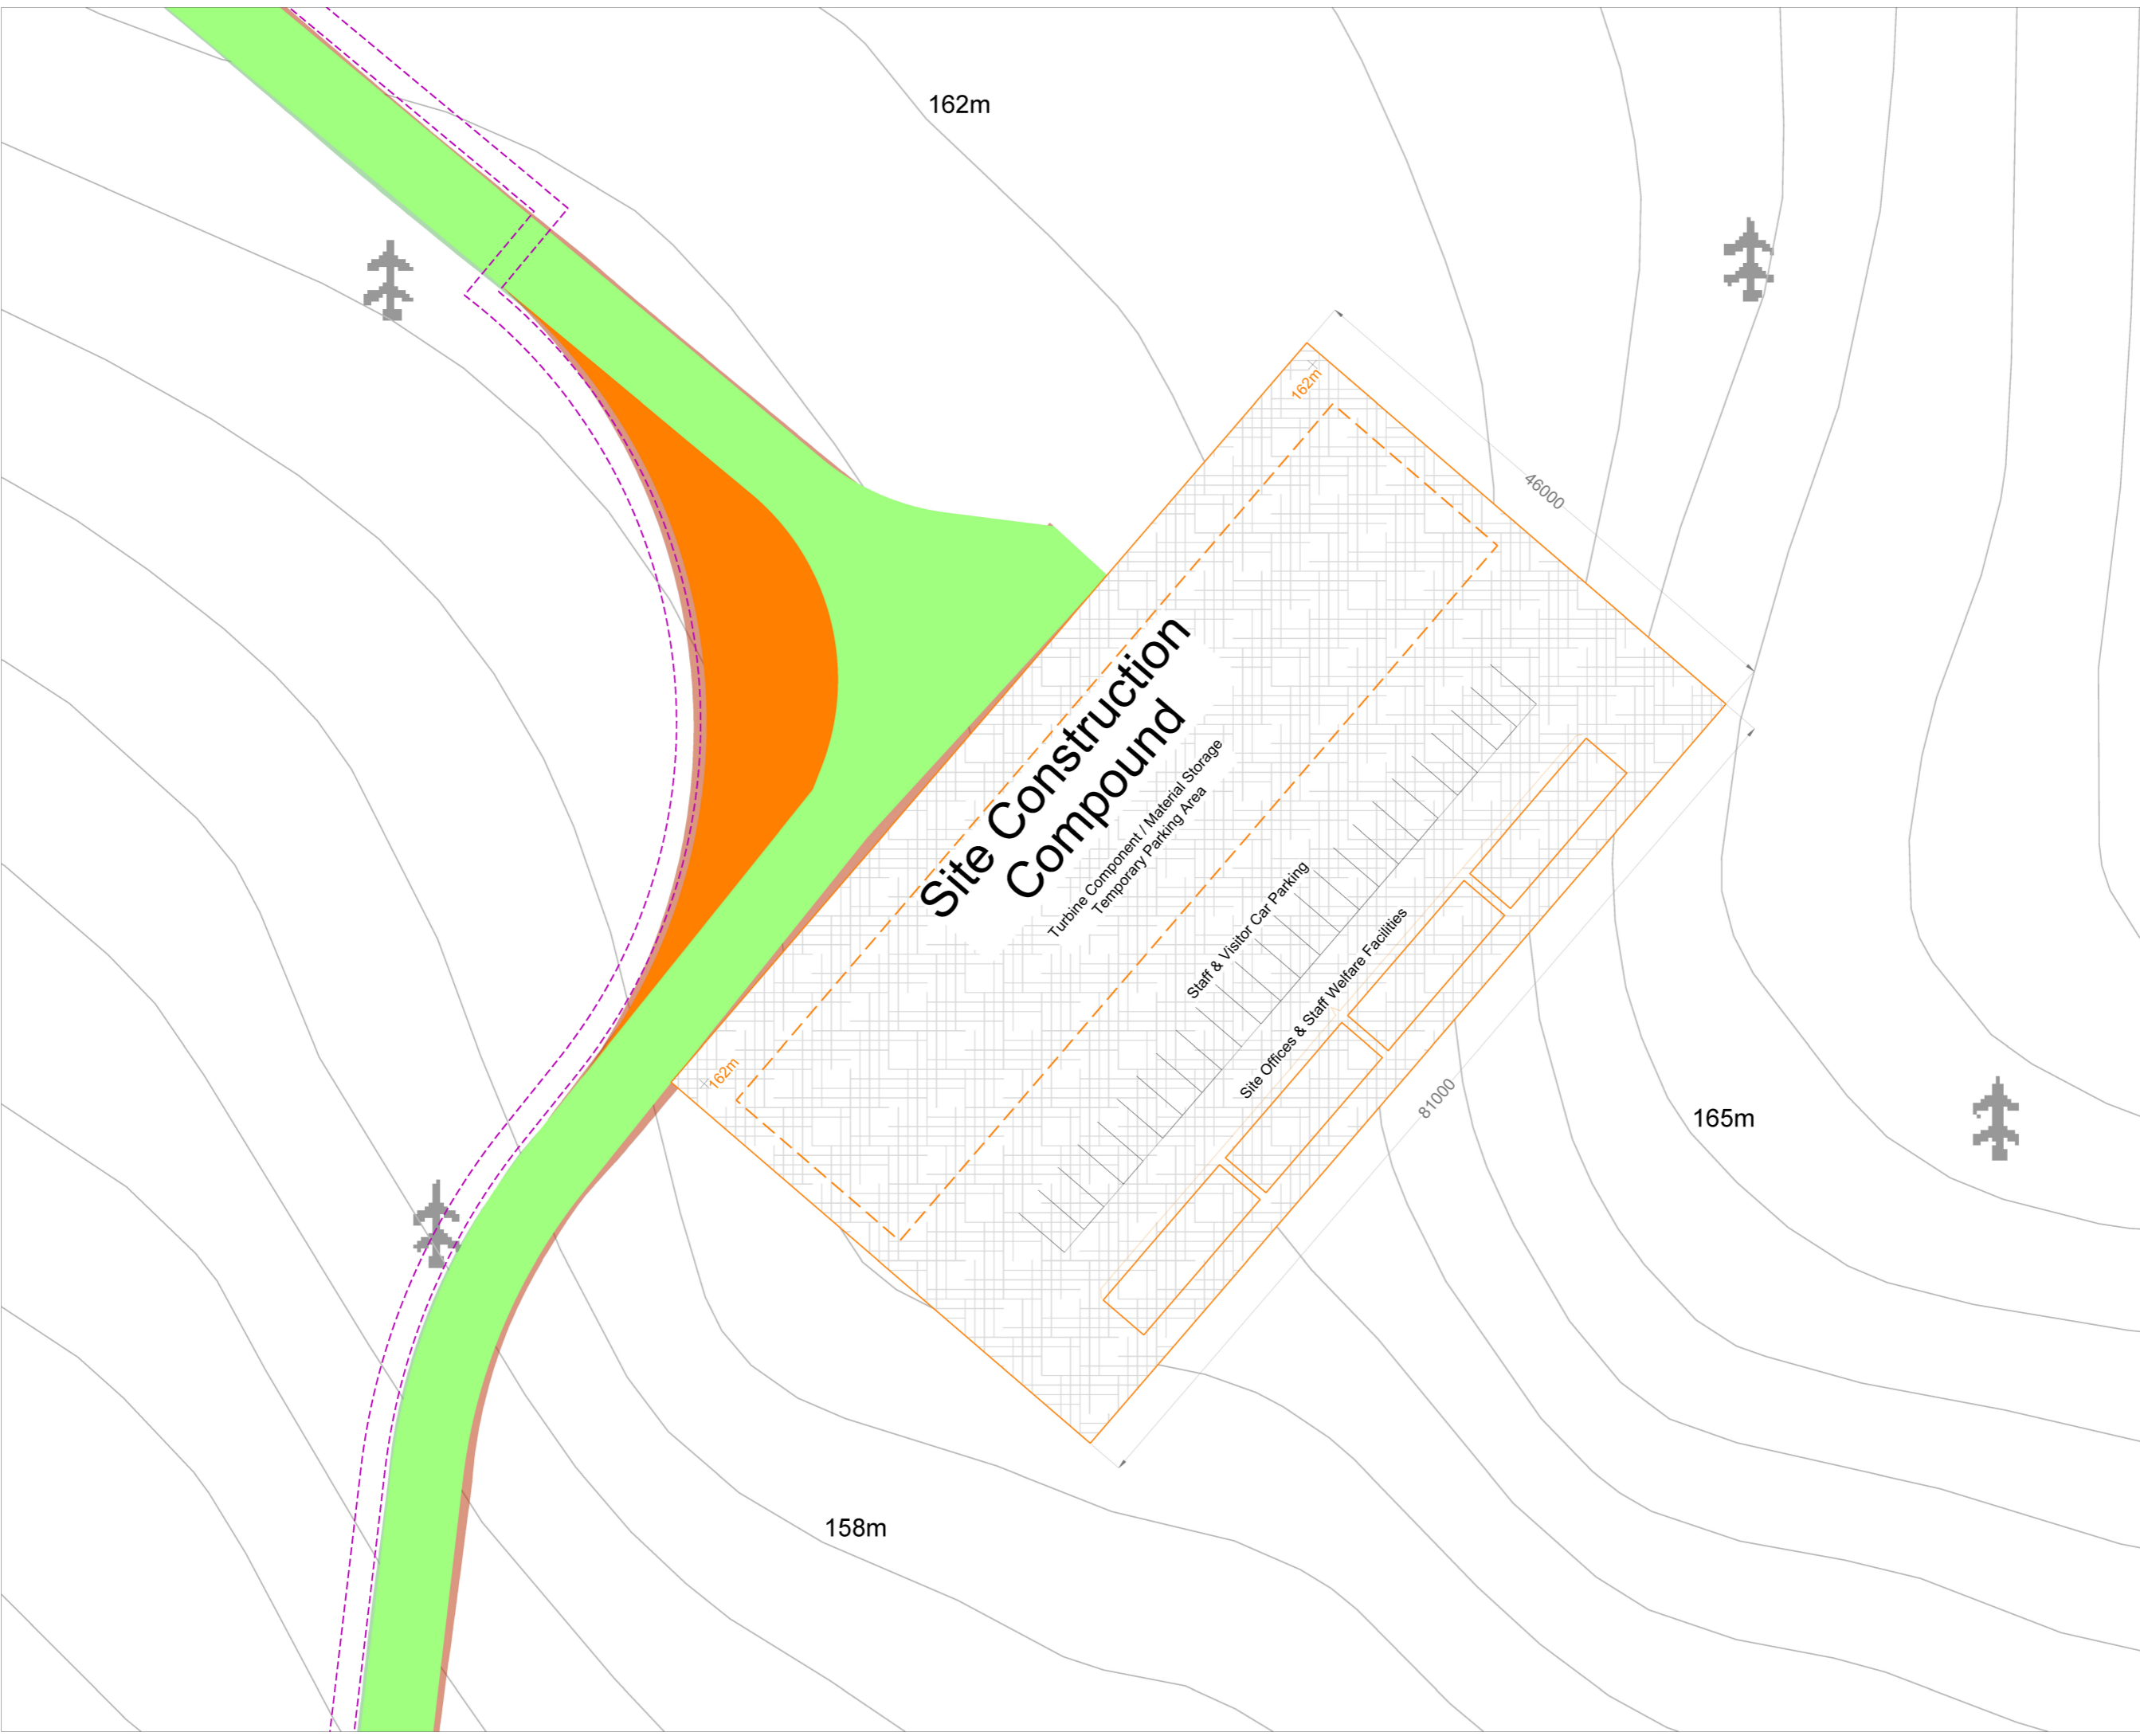 162m
162m
46000
Site Construction
Compound
Turbine Component / Material Storage
Temporary Parking Area
Staff & Visitor Car Parking
Site Offices & Staff Welfare Facilities
162m
81000
165m
158m